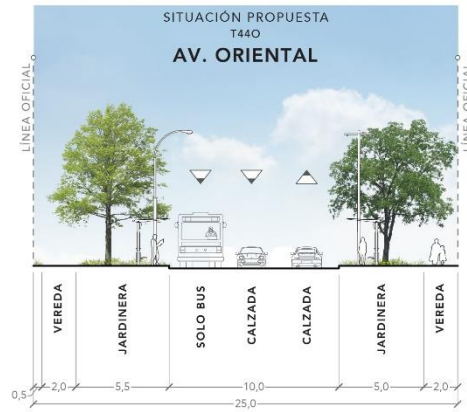 SITUACIÓN PROPUESTA
T44O
AV. ORIENTAL
LÍNEA OFICIAL
LÍNEA OFICIAL
VEREDA
JARDINERA
SOLO BUS
CALZADA
CALZADA
JARDINERA
VEREDA
0,5
2,0
5,5
10,0
5,0
2,0
25,0